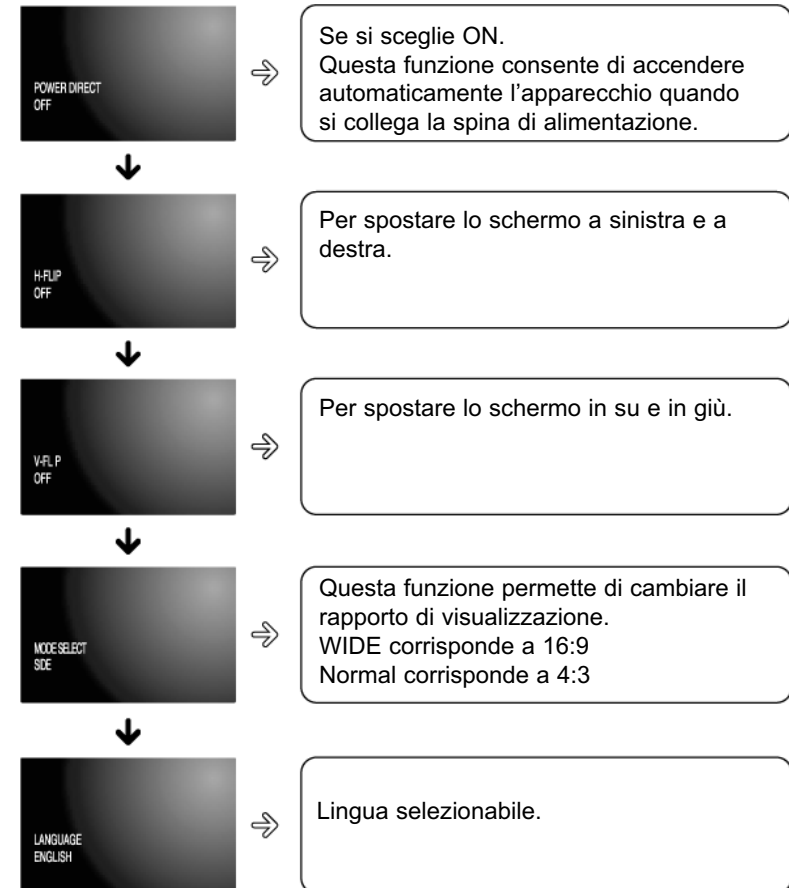 POWER DIRECT
OFF
Se si sceglie ON.
Questa funzione consente di accendere
automaticamente l'apparecchio quando
si collega la spina di alimentazione.
H-FLIP
OFF
Per spostare lo schermo a sinistra e a
destra.
V-FL P
OFF
Per spostare lo schermo in su e in giù.
MODE SELECT
SIDE
Questa funzione permette di cambiare il
rapporto di visualizzazione.
WIDE corrisponde a 16:9
Normal corrisponde a 4:3
LANGUAGE
ENGLISH
Lingua selezionabile.